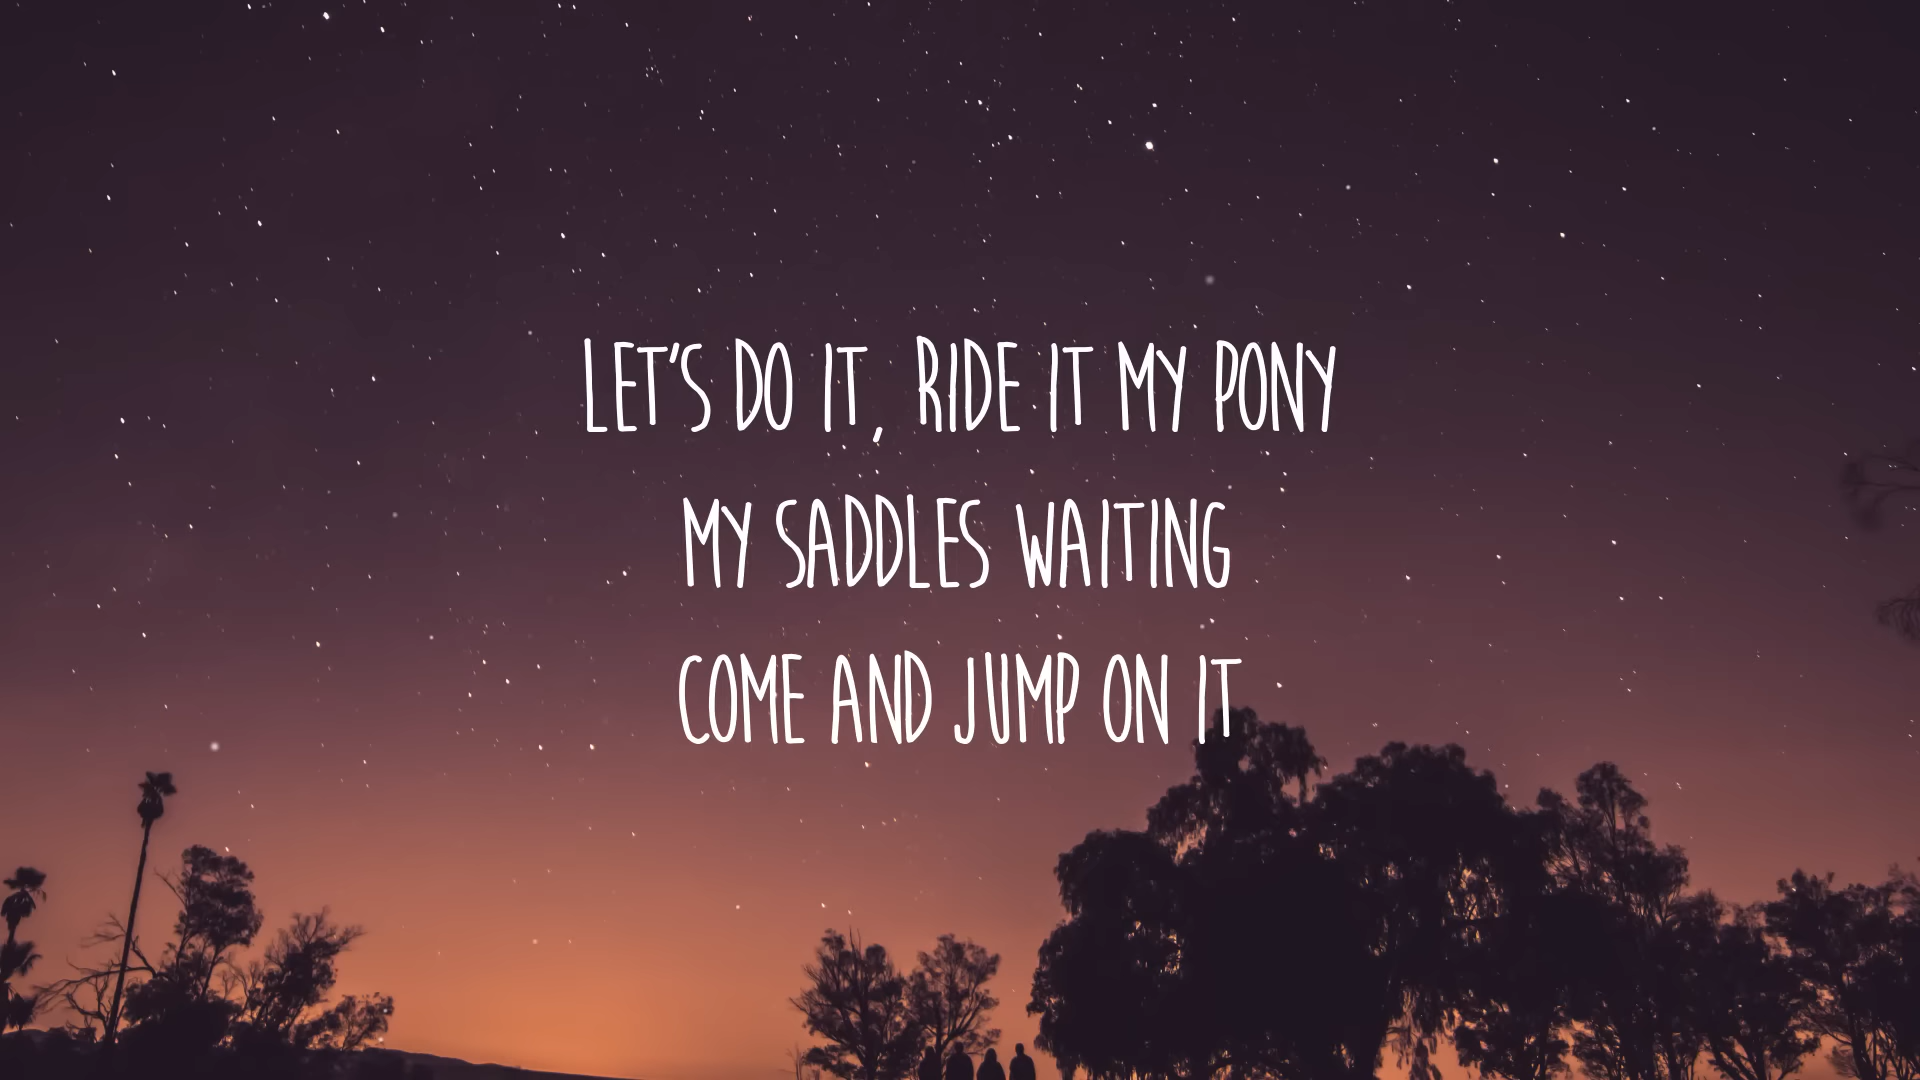 LET'S DO IT, RIDE IT MY PONY
MY SADDLES WAITING
COME AND JUMP ON IT